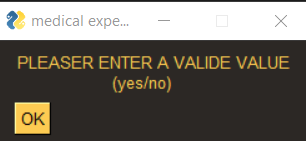 medical expe...
PLEASER ENTER A VALIDE VALUE
(yes/no)
OK